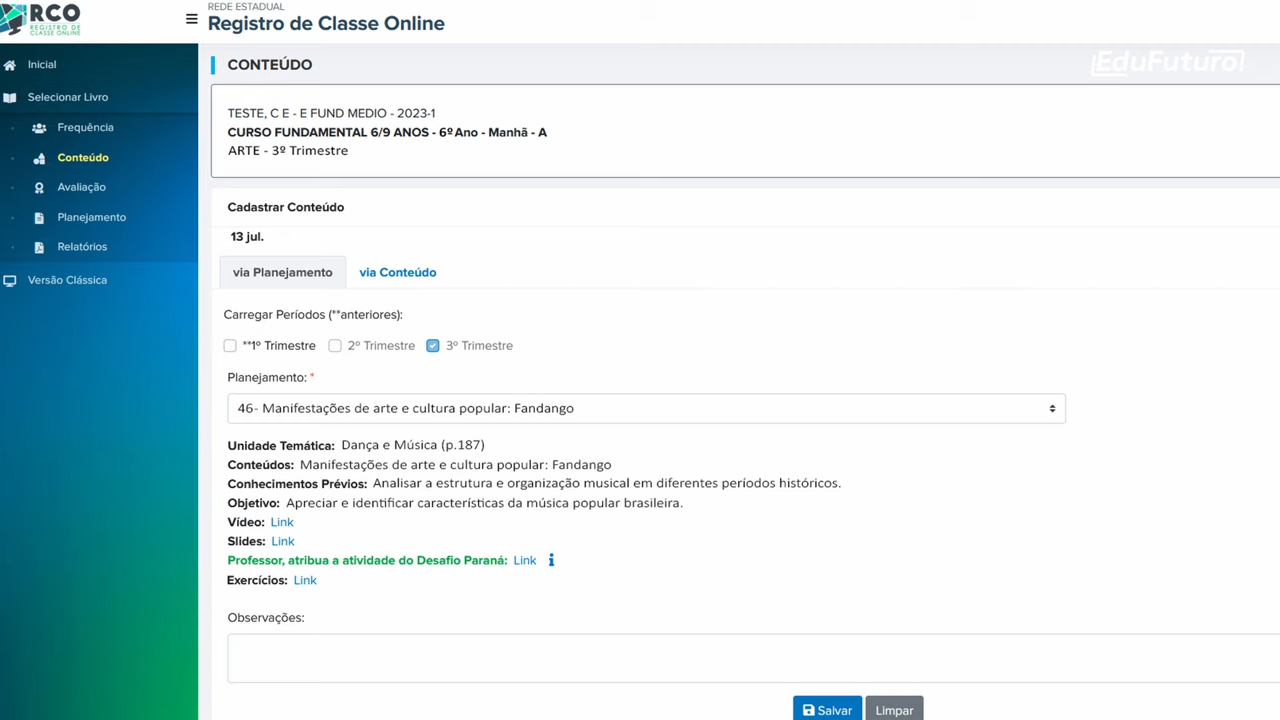 RCO
REGISTRO DE
CLASSE ONLINE
REDE ESTADUAL
Registro de Classe Online
Inicial
Selecionar Livro
Frequência
Conteúdo
Avaliação
Planejamento
Relatórios
Versão Clássica
CONTEÚDO
EduFuturo
TESTE, C E - E FUND MEDIO - 2023-1
CURSO FUNDAMENTAL 6/9 ANOS - 6º Ano - Manhã - A
ARTE - 3º Trimestre
Cadastrar Conteúdo
13 jul.
via Planejamento via Conteúdo
Carregar Períodos (**anteriores):
**1º Trimestre 2º Trimestre 3º Trimestre
Planejamento: *
46- Manifestações de arte e cultura popular: Fandango
Unidade Temática: Dança e Música (p.187)
Conteúdos: Manifestações de arte e cultura popular: Fandango
Conhecimentos Prévios: Analisar a estrutura e organização musical em diferentes períodos históricos.
Objetivo: Apreciar e identificar características da música popular brasileira.
Vídeo: Link
Slides: Link
Professor, atribua a atividade do Desafio Paraná: Link
Exercícios: Link
Observações:
Salvar Limpar